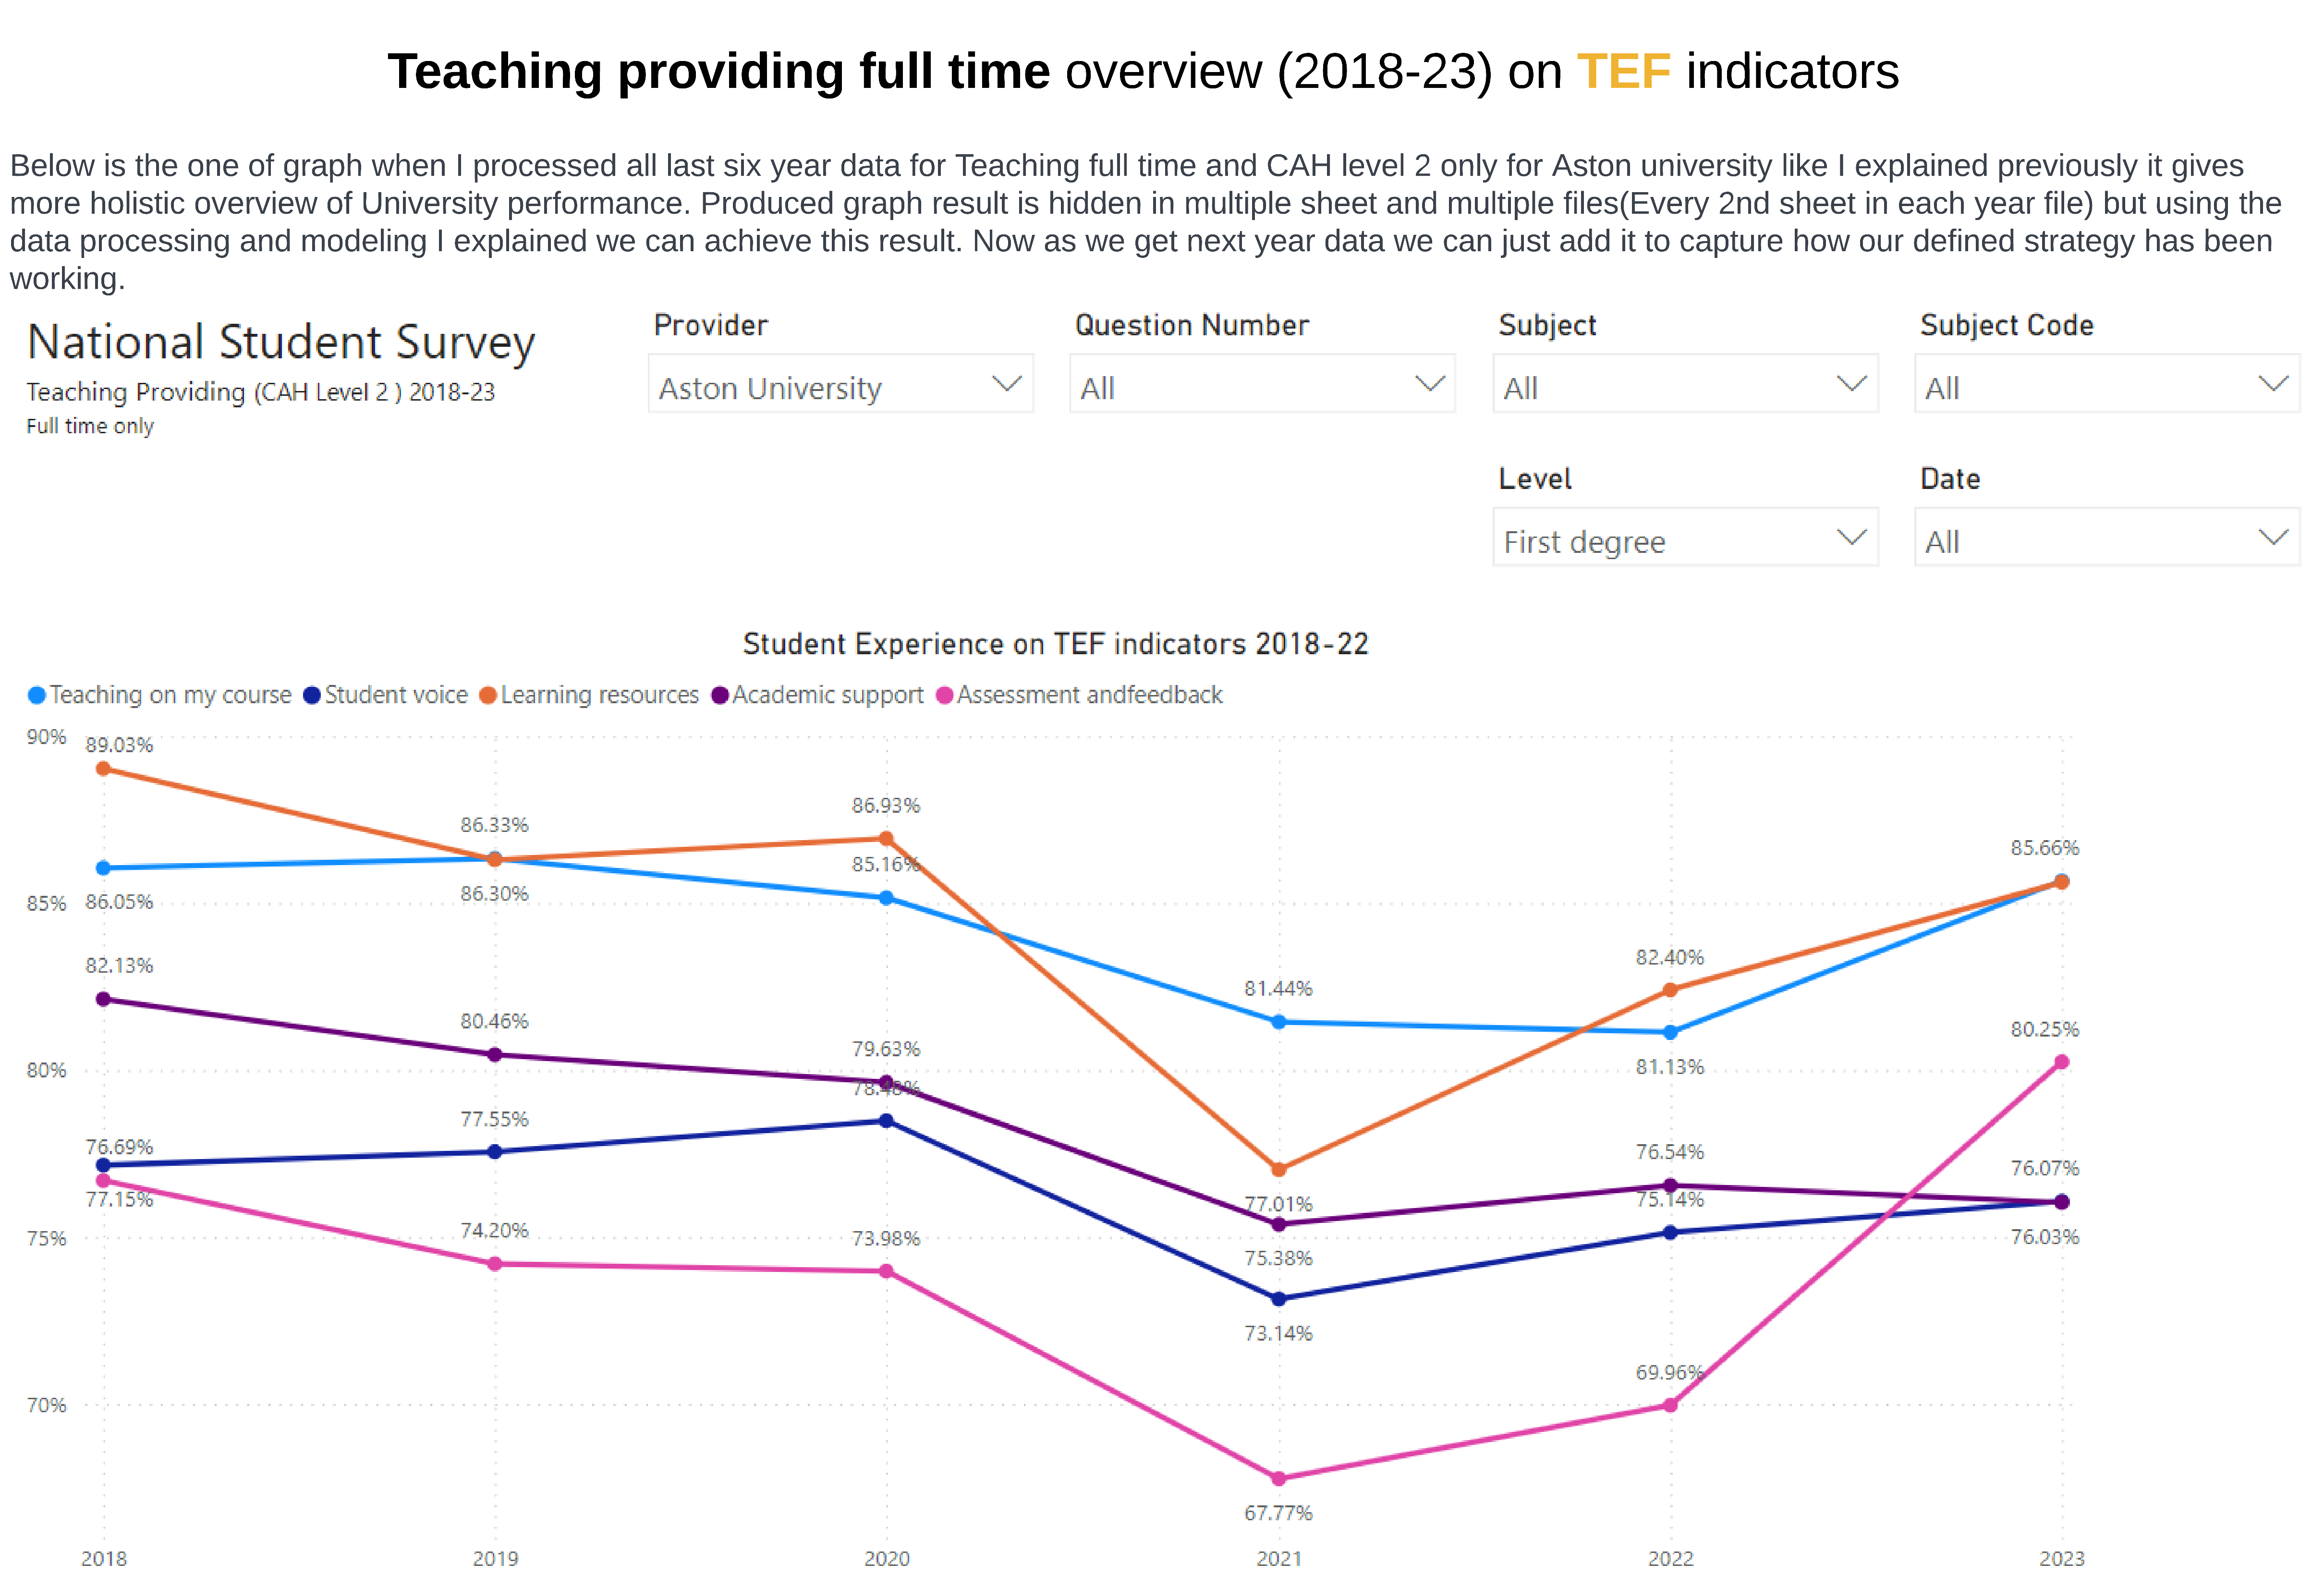 Teaching providing full time overview (2018-23) on TEF indicators
Below is the one of graph when I processed all last six year data for Teaching full time and CAH level 2 only for Aston university like I explained previously it gives
more holistic overview of University performance. Produced graph result is hidden in multiple sheet and multiple files(Every 2nd sheet in each year file) but using the
data processing and modeling I explained we can achieve this result. Now as we get next year data we can just add it to capture how our defined strategy has been
working.
National Student Survey
Teaching Providing (CAH Level 2 ) 2018-23
Full time only
Provider
Aston University
Question Number
All
Subject
All
Subject Code
All
Level
First degree
Date
All
Student Experience on TEF indicators 2018-22
Teaching on my course Student voice Learning resources Academic support Assessment andfeedback
90%
85%
80%
75%
70%
89.03%
86.05%
82.13%
76.69%
77.15%
86.33%
86.30%
80.46%
77.55%
74.20%
86.93%
85.16%
79.63%
78.48%
73.98%
81.44%
77.01%
75.38%
73.14%
67.77%
82.40%
81.13%
76.54%
75.14%
69.96%
85.66%
80.25%
76.07%
76.03%
2018 2019 2020 2021 2022 2023